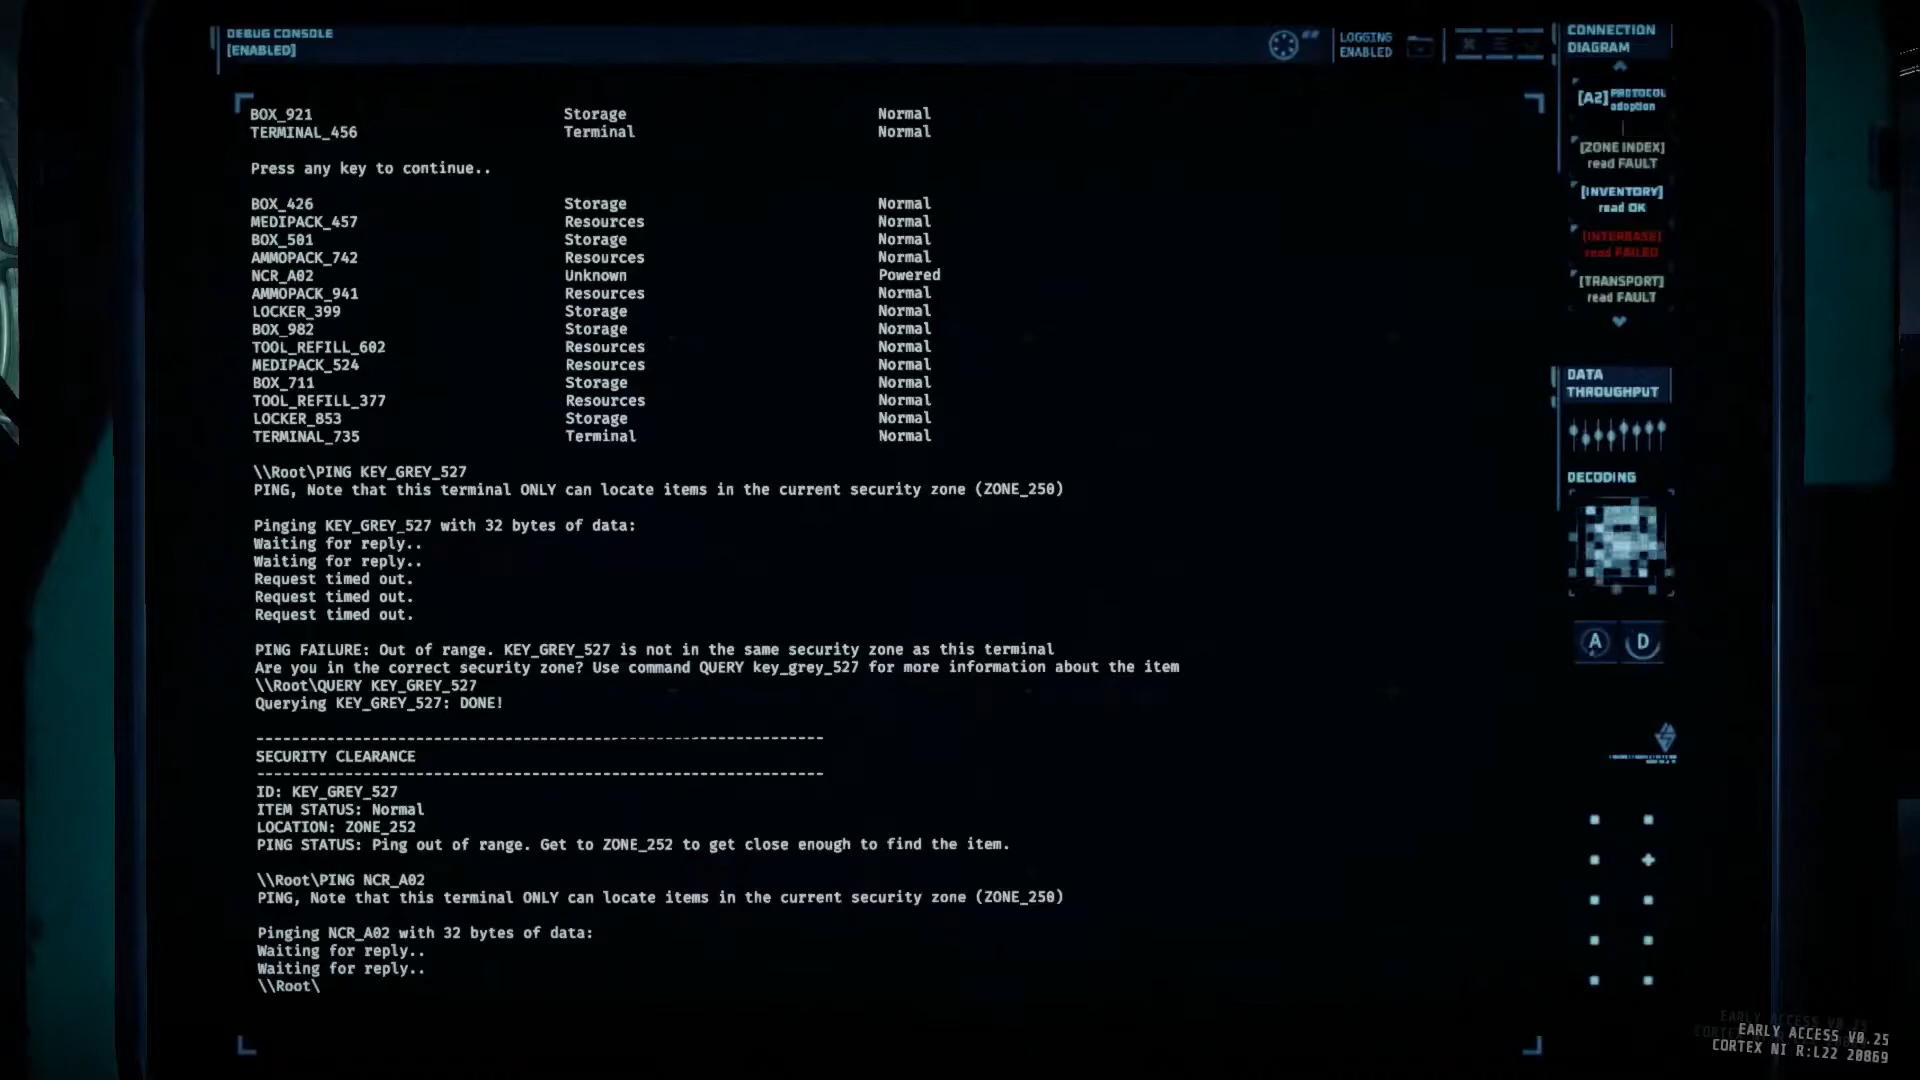 DEBUG CONSOLE
[ENABLED]
LOGGING
ENABLED
BOX_921 Storage Normal
TERMINAL_456 Terminal Normal
Press any key to continue..
BOX_426 Storage Normal
MEDIPACK_457 Resources Normal
BOX_501 Storage Normal
AMMOPACK_742 Resources Normal
NCR_A02 Unknown Powered
AMMOPACK_941 Resources Normal
LOCKER_399 Storage Normal
BOX_982 Storage Normal
TOOL_REFILL_602 Resources Normal
MEDIPACK_524 Resources Normal
BOX_711 Storage Normal
TOOL_REFILL_377 Resources Normal
LOCKER_853 Storage Normal
TERMINAL_735 Terminal Normal
\\Root\PING KEY_GREY_527
PING, Note that this terminal ONLY can locate items in the current security zone (ZONE_250)
Pinging KEY_GREY_527 with 32 bytes of data:
Waiting for reply..
Waiting for reply..
Request timed out.
Request timed out.
Request timed out.
PING FAILURE: Out of range. KEY_GREY_527 is not in the same security zone as this terminal
Are you in the correct security zone? Use command QUERY key_grey_527 for more information about the item
\\Root\QUERY KEY_GREY_527
Querying KEY_GREY_527: DONE!
----------------------------------------------------------------
SECURITY CLEARANCE
----------------------------------------------------------------
ID: KEY_GREY_527
ITEM STATUS: Normal
LOCATION: ZONE_252
PING STATUS: Ping out of range. Get to ZONE_252 to get close enough to find the item.
\\Root\PING NCR_A02
PING, Note that this terminal ONLY can locate items in the current security zone (ZONE_250)
Pinging NCR_A02 with 32 bytes of data:
Waiting for reply..
Waiting for reply..
\\Root\
CONNECTION
DIAGRAM
[A2] PROTOCOL
adoption
[ZONE INDEX]
read FAULT
[INVENTORY]
read OK
[INTERBASE]
read FAILED
[TRANSPORT]
read FAULT
DATA
THROUGHPUT
DECODING
A D
EARLY ACCESS V0.25
CORTEX NI R:L22 20869